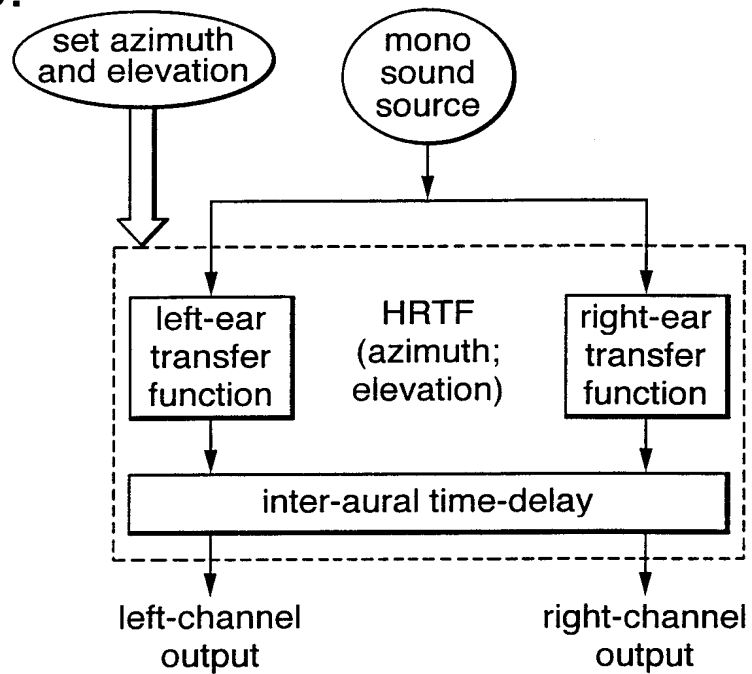 set azimuth
and elevation
mono
sound
source
left-ear
transfer
function
HRTF
(azimuth;
elevation)
right-ear
transfer
function
inter-aural time-delay
left-channel
output
right-channel
output